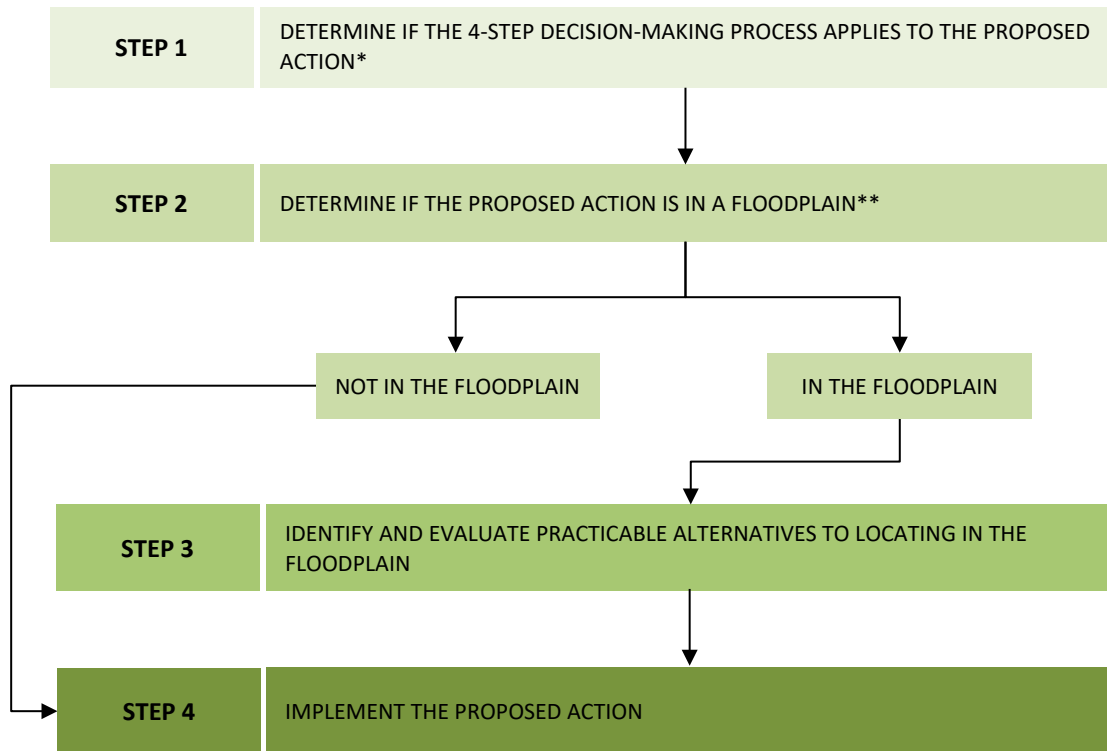 STEP 1
DETERMINE IF THE 4-STEP DECISION-MAKING PROCESS APPLIES TO THE PROPOSED
ACTION*
STEP 2
DETERMINE IF THE PROPOSED ACTION IS IN A FLOODPLAIN**
NOT IN THE FLOODPLAIN
IN THE FLOODPLAIN
STEP 3
IDENTIFY AND EVALUATE PRACTICABLE ALTERNATIVES TO LOCATING IN THE
FLOODPLAIN
STEP 4
IMPLEMENT THE PROPOSED ACTION